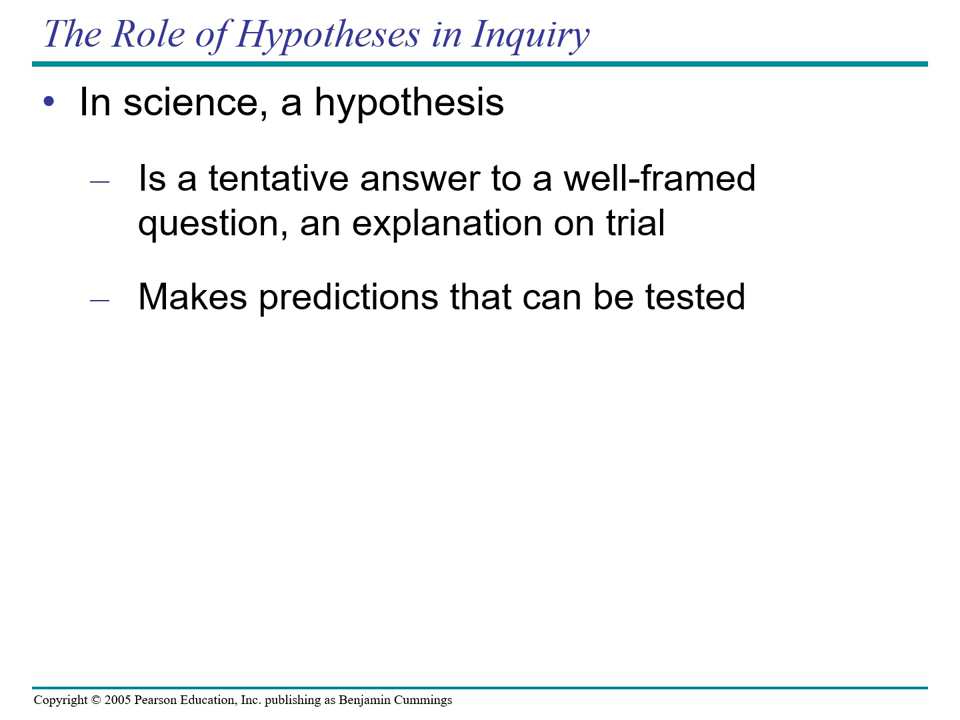 The Role of Hypotheses in Inquiry
• In science, a hypothesis
– Is a tentative answer to a well-framed
question, an explanation on trial
– Makes predictions that can be tested
Copyright © 2005 Pearson Education, Inc. publishing as Benjamin Cummings